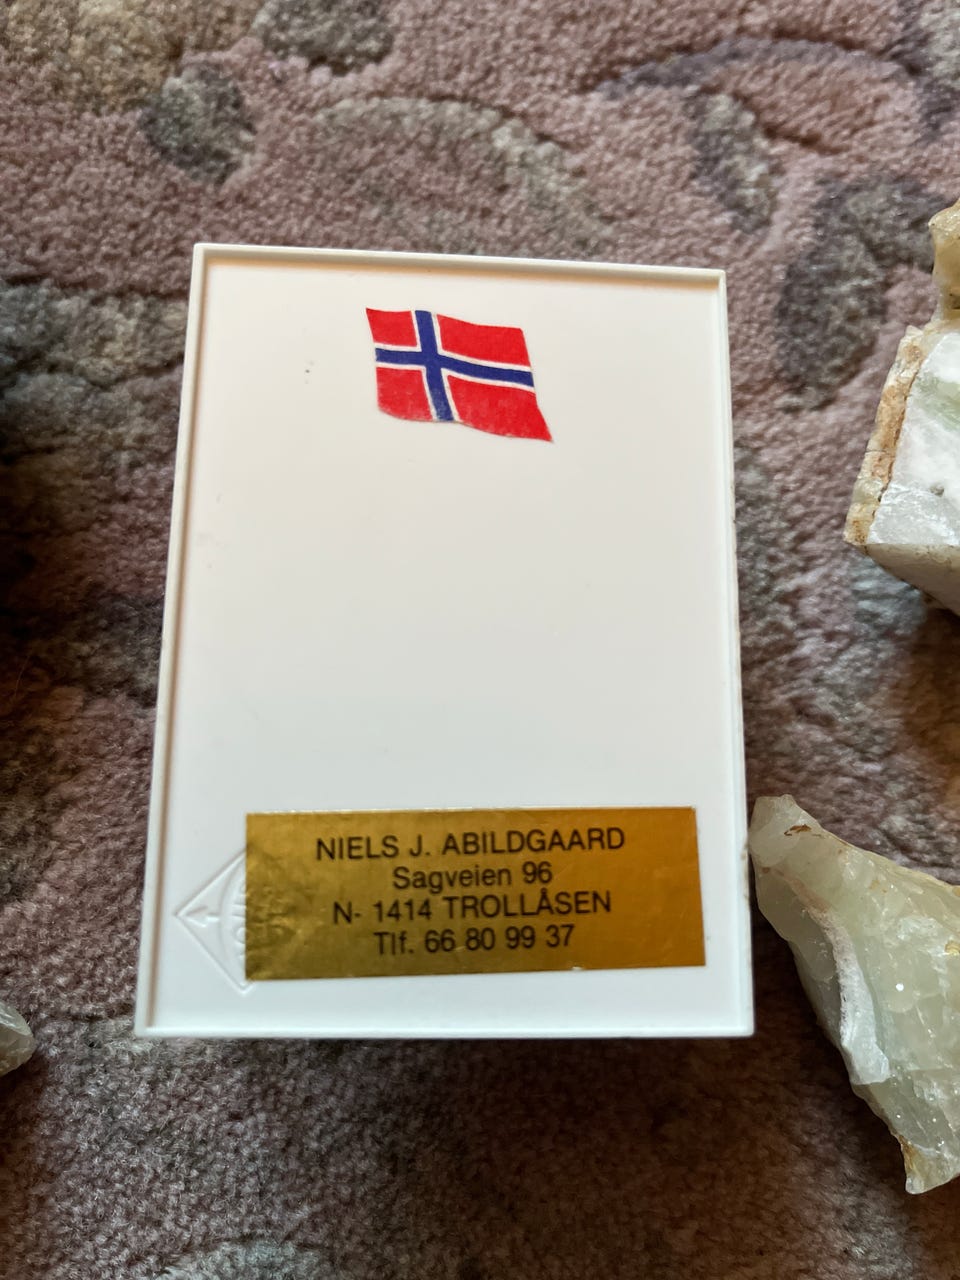 NIELS J. ABILDGAARD
Sagveien 96
N- 1414 TROLLÅSEN
Tlf. 66 80 99 37